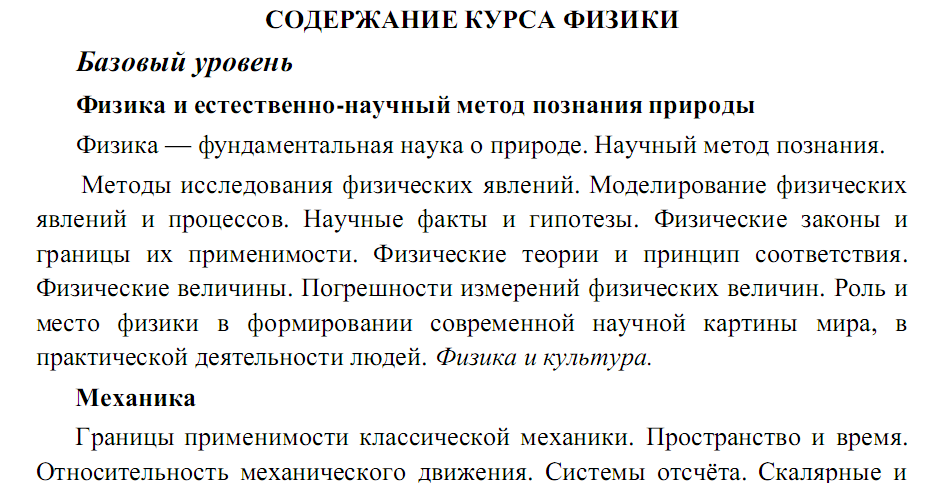 СОДЕРЖАНИЕ КУРСА ФИЗИКИ
Базовый уровень
Физика и естественно-научный метод познания природы
Физика — фундаментальная наука о природе. Научный метод познания.
Методы исследования физических явлений. Моделирование физических
явлений и процессов. Научные факты и гипотезы. Физические законы и
границы их применимости. Физические теории и принцип соответствия.
Физические величины. Погрешности измерений физических величин. Роль и
место физики в формировании современной научной картины мира, в
практической деятельности людей. Физика и культура.
Механика
Границы применимости классической механики. Пространство и время.
Относительность механического движения. Системы отсчёта. Скалярные и